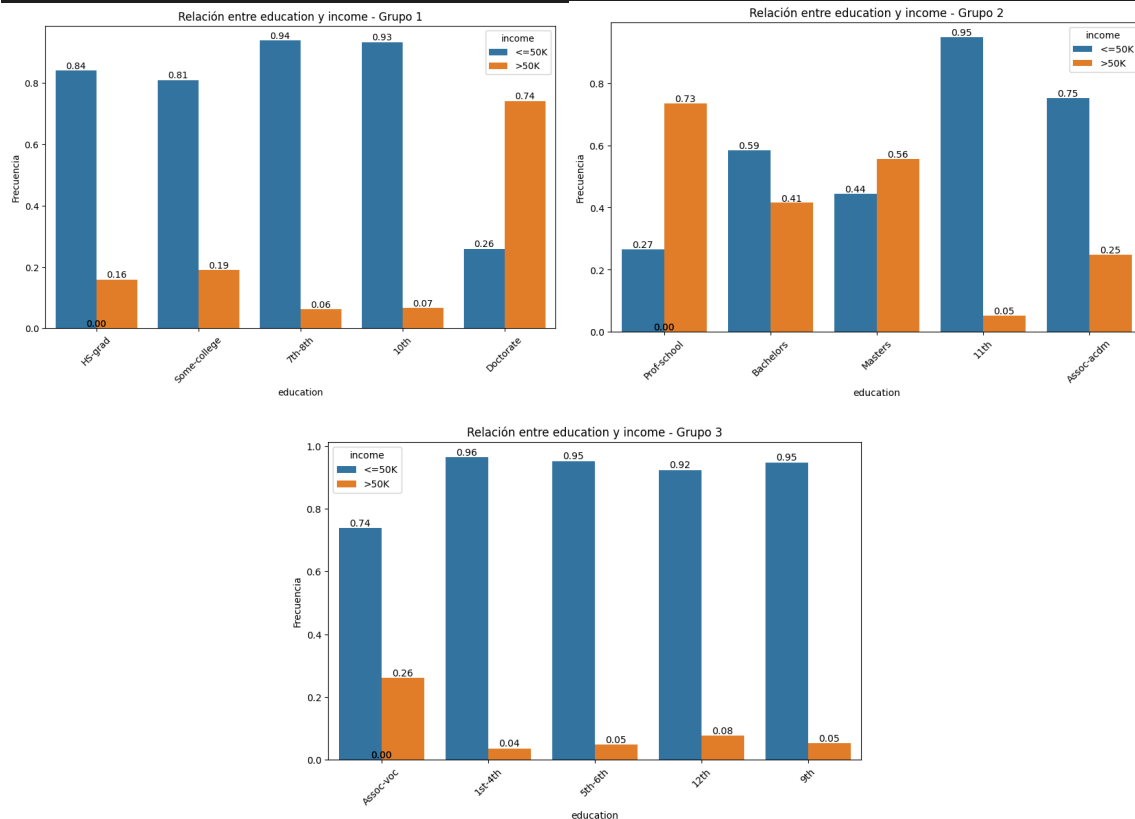 Relación entre education y income - Grupo 1
income
<=50K
>50K
Frecuencia
0.8
0.6
0.4
0.2
0.0
0.84
0.16
0.00
0.81
0.19
0.94
0.06
0.93
0.07
0.26
0.74
HS-grad
Some-college
7th-8th
10th
Doctorate
education
Relación entre education y income - Grupo 2
income
<=50K
>50K
Frecuencia
0.8
0.6
0.4
0.2
0.0
0.27
0.73
0.00
0.59
0.41
0.44
0.56
0.95
0.05
0.75
0.25
Prof-school
Bachelors
Masters
11th
Assoc-acdm
education
Relación entre education y income - Grupo 3
income
<=50K
>50K
Frecuencia
1.0
0.8
0.6
0.4
0.2
0.0
0.74
0.26
0.00
0.96
0.04
0.95
0.05
0.92
0.08
0.95
0.05
Assoc-voc
1st-4th
5th-6th
12th
9th
education